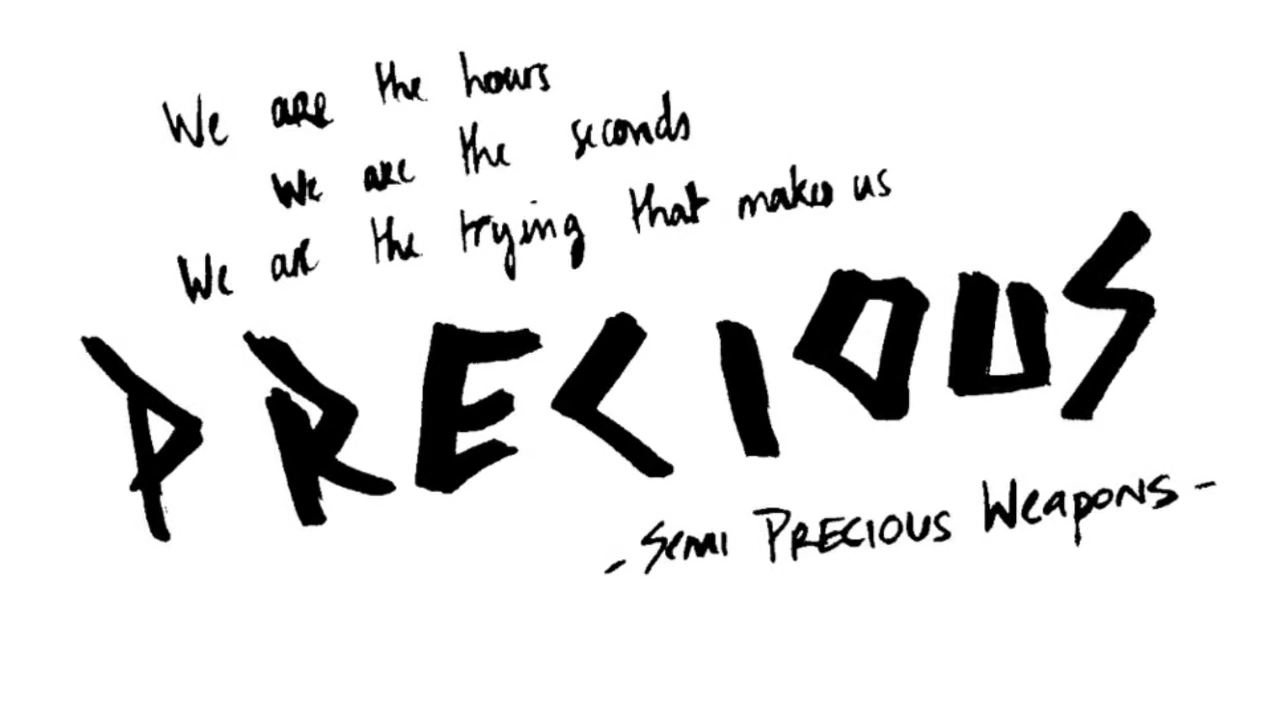 We are the hours
We are the seconds
We are the trying that makes us
PRECIOUS
- Semi PRECIOUS WeapoNS -